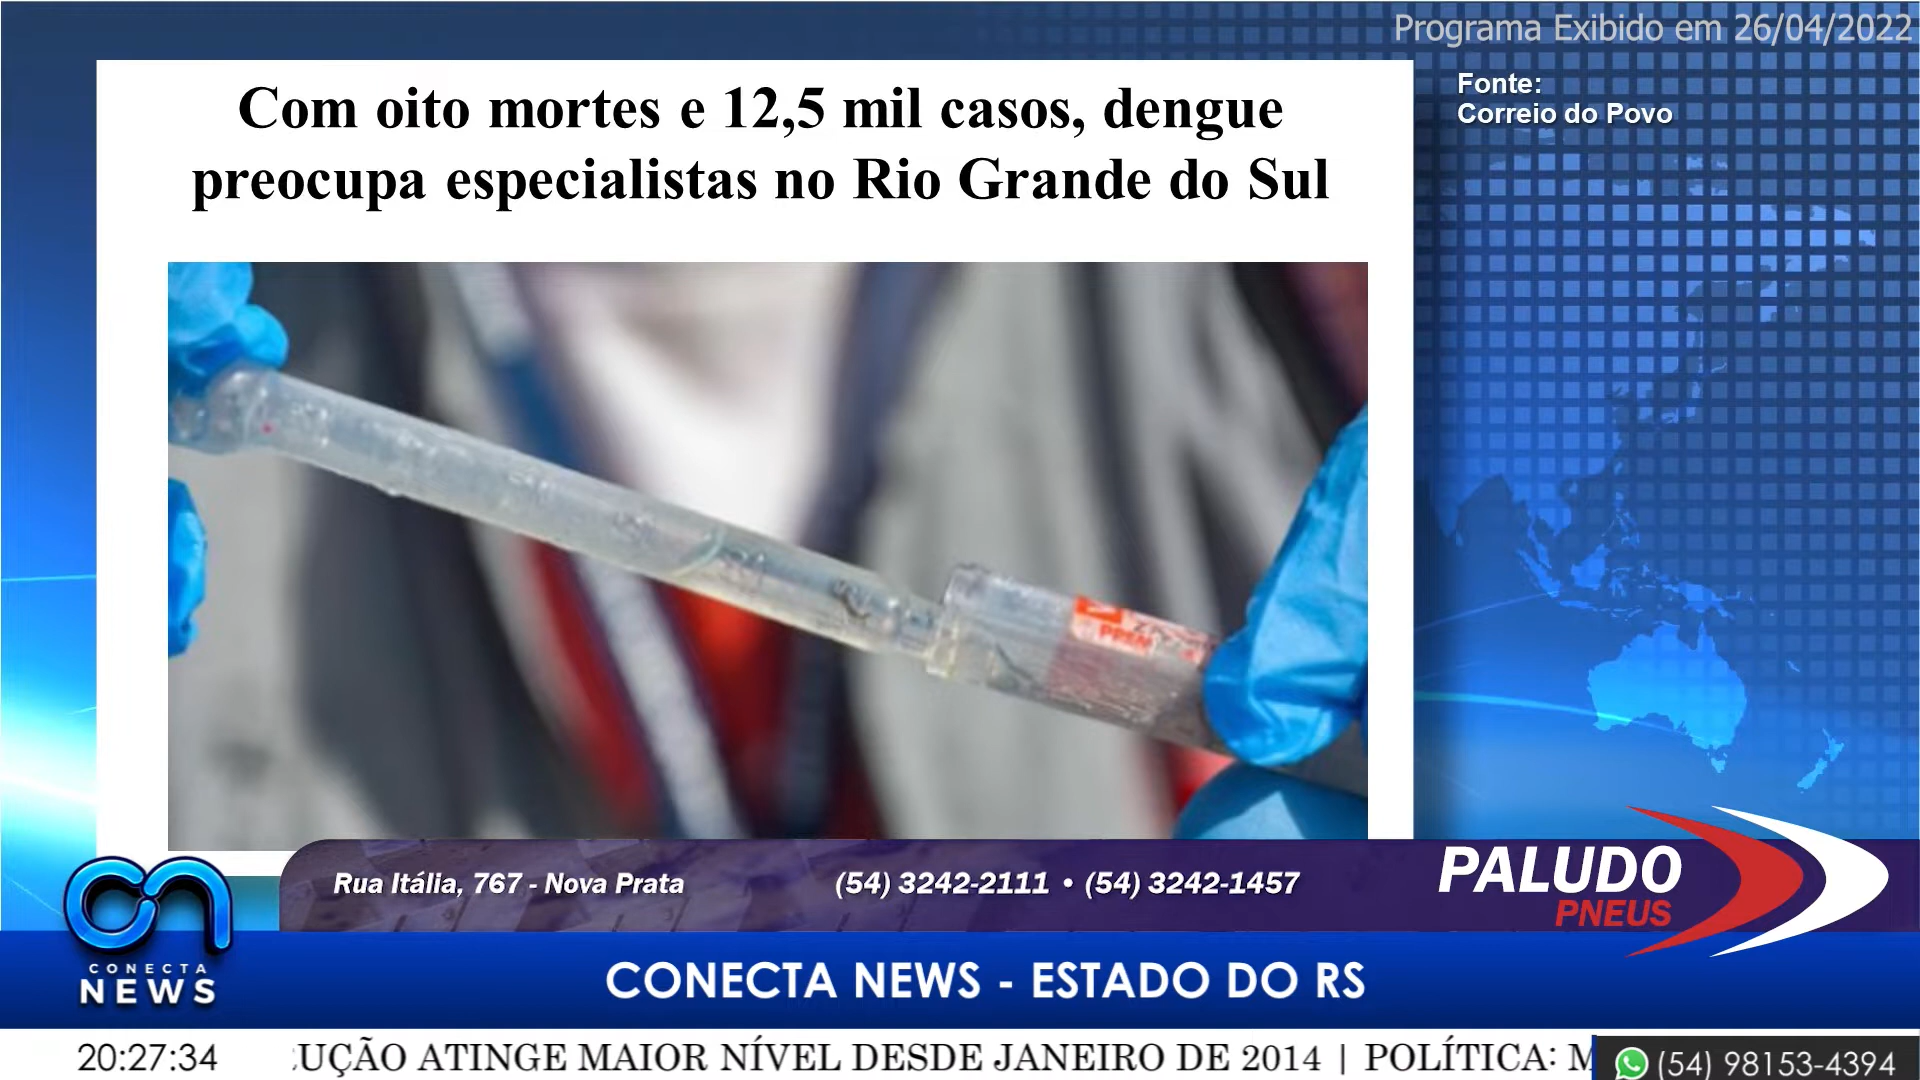 Programa Exibido em 26/04/2022
Fonte:
Correio do Povo
Com oito mortes e 12,5 mil casos, dengue
preocupa especialistas no Rio Grande do Sul
Rua Itália, 767 - Nova Prata
(54) 3242-2111 • (54) 3242-1457
PALUDO
PNEUS
CONECTA
NEWS
CONECTA NEWS - ESTADO DO RS
20:27:34
UÇÃO ATINGE MAIOR NÍVEL DESDE JANEIRO DE 2014 | POLÍTICA: M
(54) 98153-4394